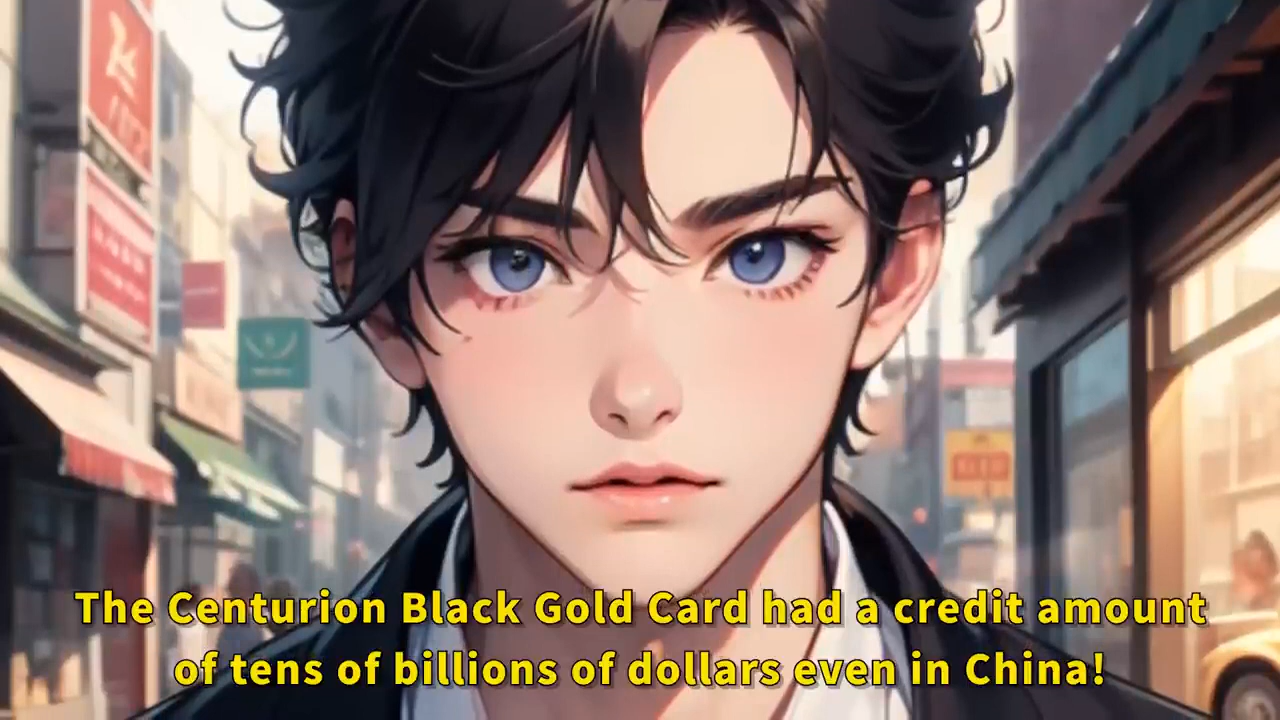 The Centurion Black Gold Card had a credit amount
of tens of billions of dollars even in China!